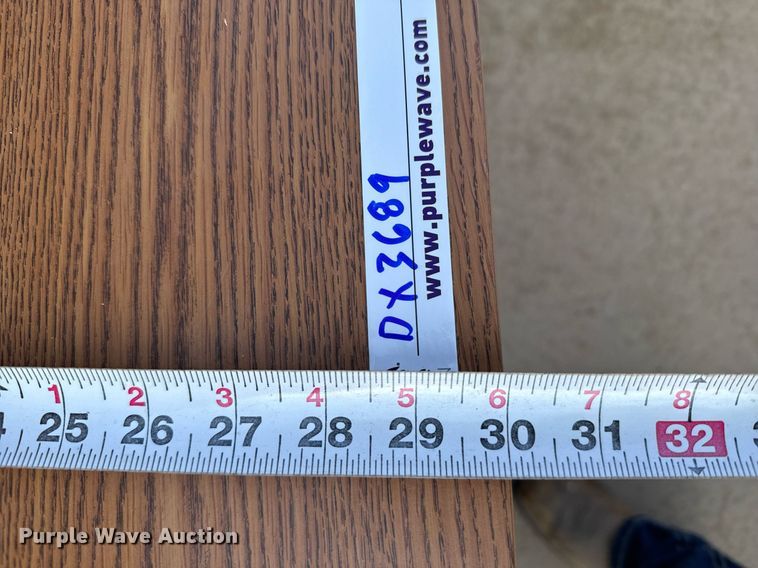 www.purplewave.com
DX3689
1 2 3 4 5 6 7 8
25 26 27 28 29 30 31 32
Purple Wave Auction